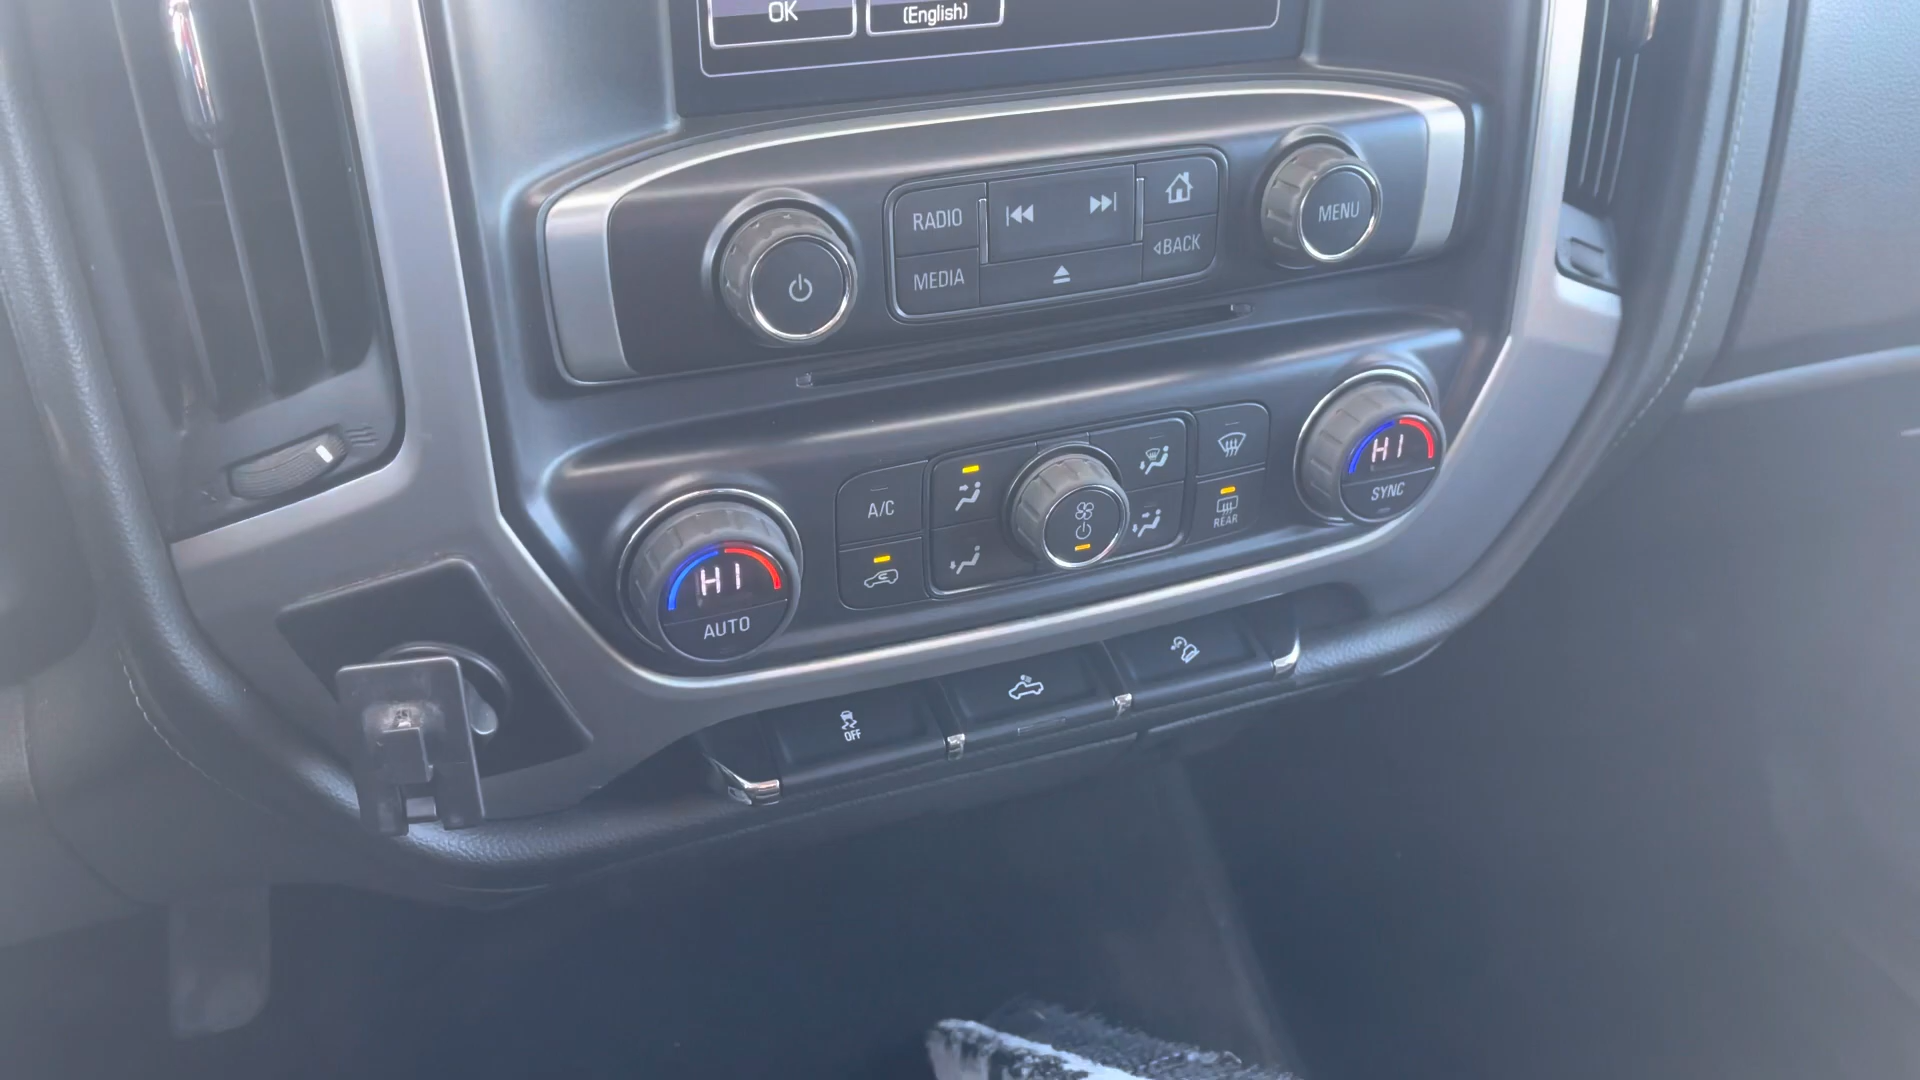 OK
(English)
RADIO
MEDIA
BACK
MENU
A/C
REAR
HI
SYNC
HI
AUTO
OFF